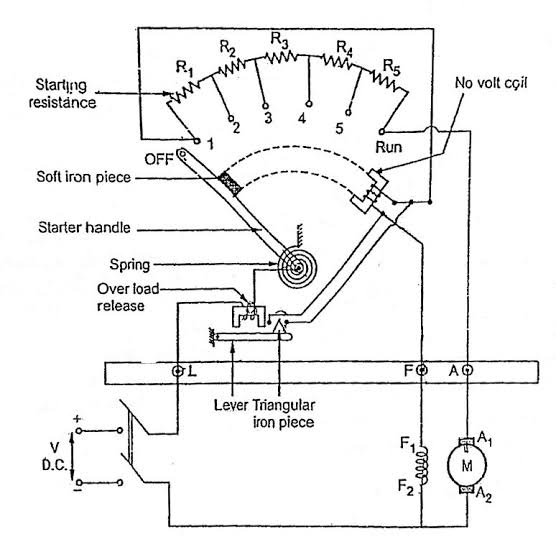 R1
R2
R3
R4
R5
Starting
resistance
No volt coil
1
2
3
4
5
Run
OFF
Soft iron piece
Starter handle
Spring
Over load
release
L
F
A
Lever Triangular
iron piece
+
V
D.C.
−
F1
F2
A1
M
A2